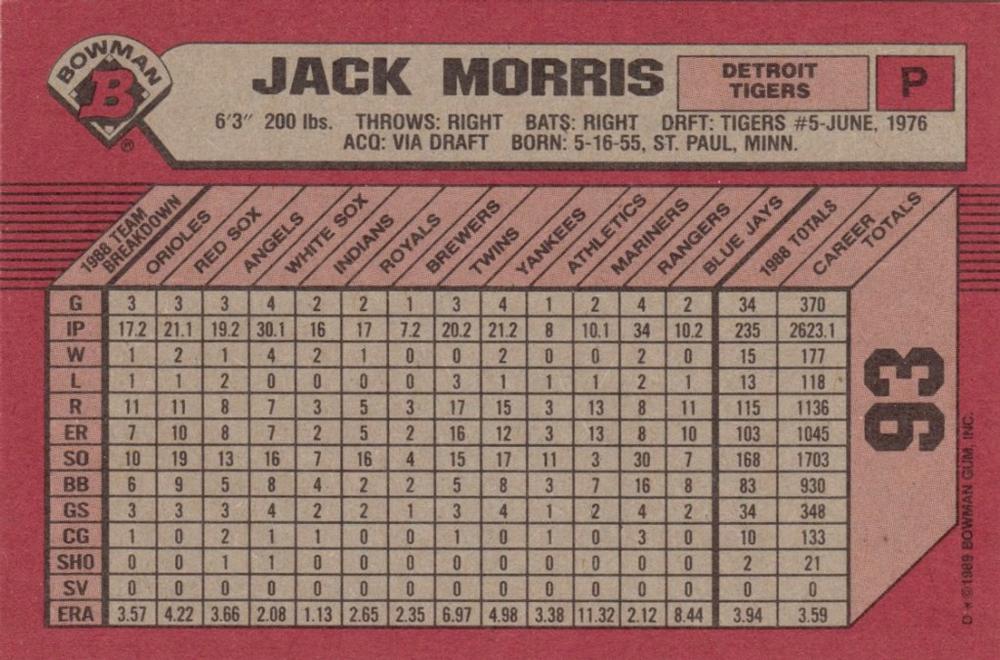 BOWMAN
B
®
JACK MORRIS
DETROIT
TIGERS
P
6'3" 200 lbs. THROWS: RIGHT BATS: RIGHT DRFT: TIGERS #5-JUNE, 1976
ACQ: VIA DRAFT BORN: 5-16-55, ST. PAUL, MINN.
1988 TEAM
BREAKDOWN
ORIOLES
RED SOX
ANGELS
WHITE SOX
INDIANS
ROYALS
BREWERS
TWINS
YANKEES
ATHLETICS
MARINERS
RANGERS
BLUE JAYS
1988 TOTALS
CAREER
TOTALS
G 3 3 3 4 2 2 1 3 4 1 2 4 2 34 370
IP 17.2 21.1 19.2 30.1 16 17 7.2 20.2 21.2 8 10.1 34 10.2 235 2623.1
W 1 2 1 4 2 1 0 0 2 0 0 2 0 15 177
L 1 1 2 0 0 0 0 3 1 1 1 2 1 13 118
R 11 11 8 7 3 5 3 17 15 3 13 8 11 115 1136
ER 7 10 8 7 2 5 2 16 12 3 13 8 10 103 1045
SO 10 19 13 16 7 16 4 15 17 11 3 30 7 168 1703
BB 6 9 5 8 4 2 2 5 8 3 7 16 8 83 930
GS 3 3 3 4 2 2 1 3 4 1 2 4 2 34 348
CG 1 0 2 1 1 0 0 1 0 1 0 3 0 10 133
SHO 0 0 1 1 0 0 0 0 0 0 0 0 0 2 21
SV 0 0 0 0 0 0 0 0 0 0 0 0 0 0 0
ERA 3.57 4.22 3.66 2.08 1.13 2.65 2.35 6.97 4.98 3.38 11.32 2.12 8.44 3.94 3.59
93
D★©1989 BOWMAN GUM, INC.